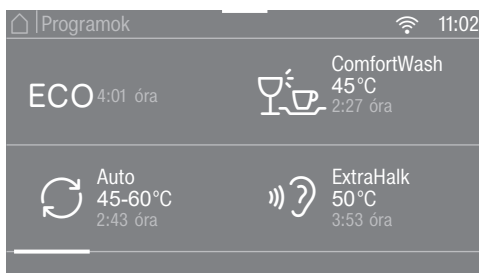 Programok 11:02
ECO 4:01 óra
ComfortWash
45°C
2:27 óra
Auto
45-60°C
2:43 óra
ExtraHalk
50°C
3:53 óra